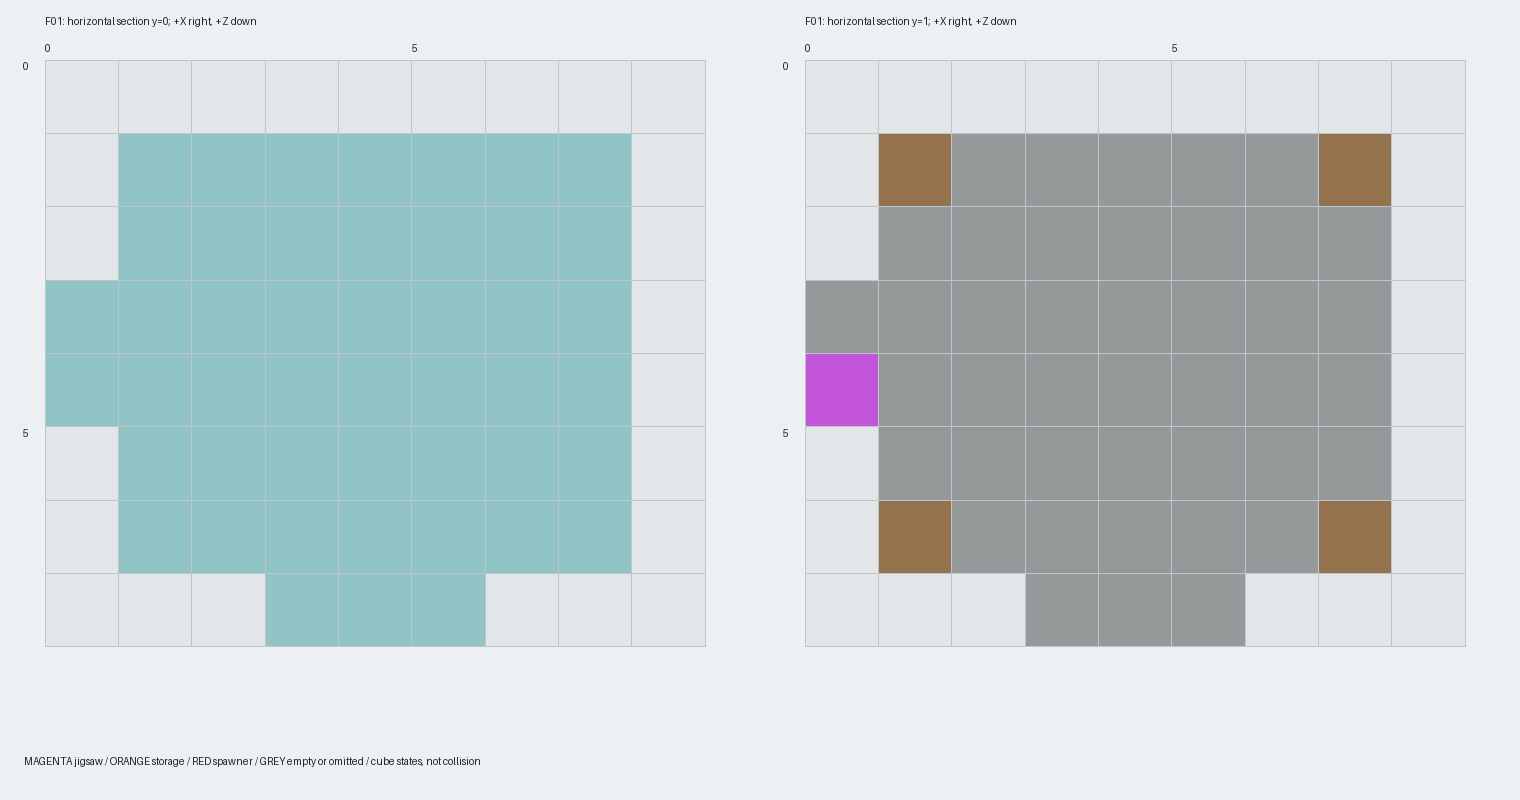 F01: horizontal section y=0; +X right, +Z down
F01: horizontal section y=1; +X right, +Z down
0 5
0 5
0
0
5
5
MAGENTA jigsaw / ORANGE storage / RED spawner / GREY empty or omitted / cube states, not collision